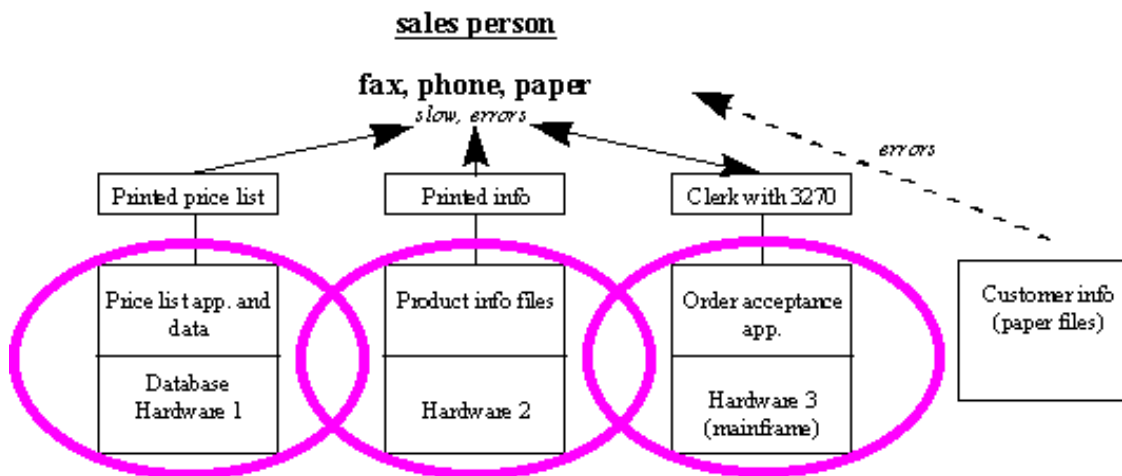 sales person
fax, phone, paper
slow, errors
errors
Printed price list
Printed info
Clerk with 3270
Price list app. and
data
Product info files
Order acceptance
app.
Customer info
(paper files)
Database
Hardware 1
Hardware 2
Hardware 3
(mainframe)